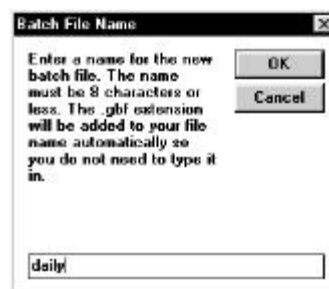 Batch File Name
Enter a name for the new
batch file. The name
must be 8 characters or
less. The .gbf extension
will be added to your file
name automatically so
you do not need to type it
in.
OK
Cancel
daily